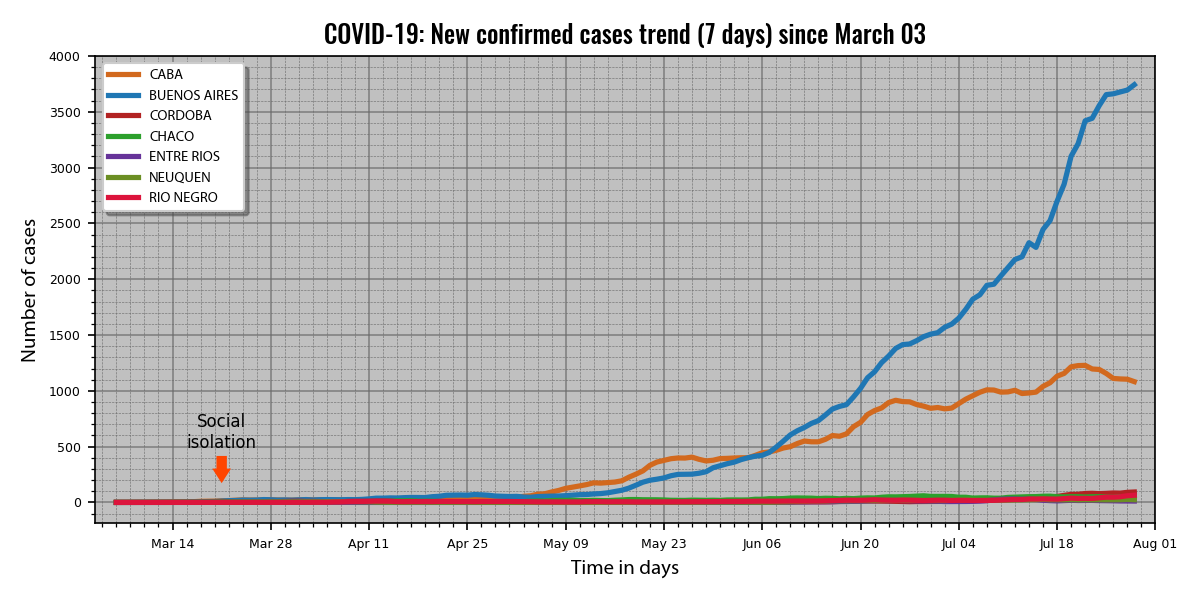 COVID-19: New confirmed cases trend (7 days) since March 03
4000
3500
3000
2500
2000
1500
1000
500
0
Number of cases
CABA
BUENOS AIRES
CORDOBA
CHACO
ENTRE RIOS
NEUQUEN
RIO NEGRO
Social
isolation
Mar 14
Mar 28
Apr 11
Apr 25
May 09
May 23
Jun 06
Jun 20
Jul 04
Jul 18
Aug 01
Time in days